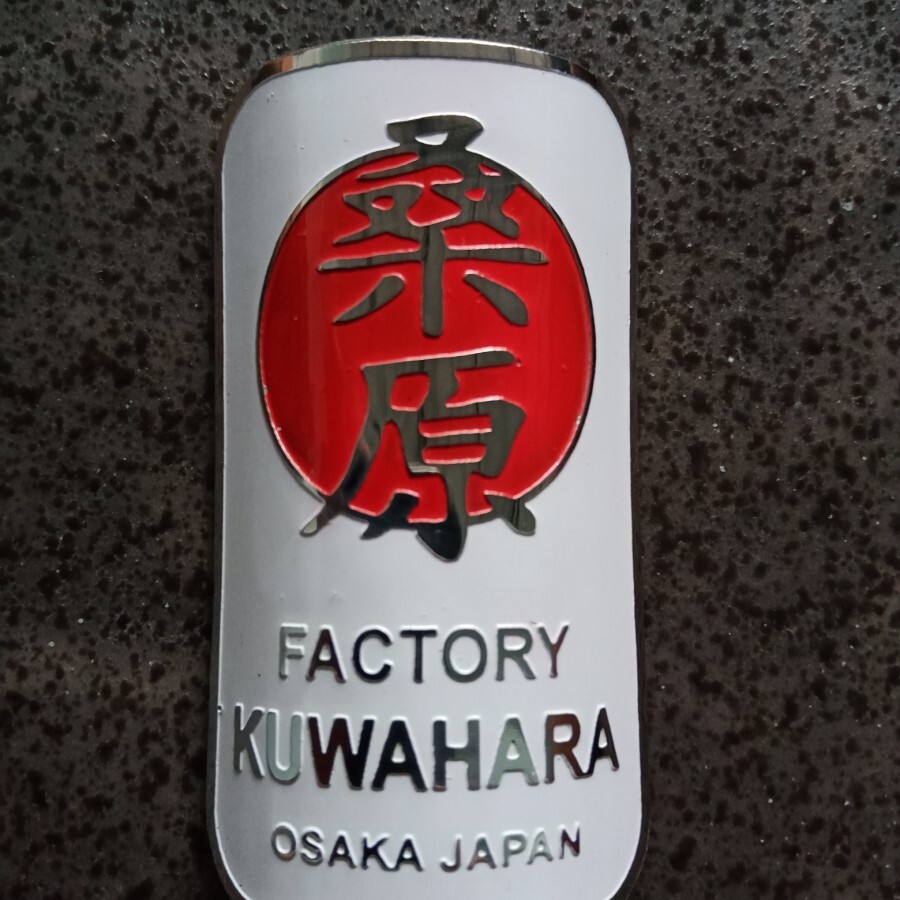 桑原
FACTORY
KUWAHARA
OSAKA JAPAN